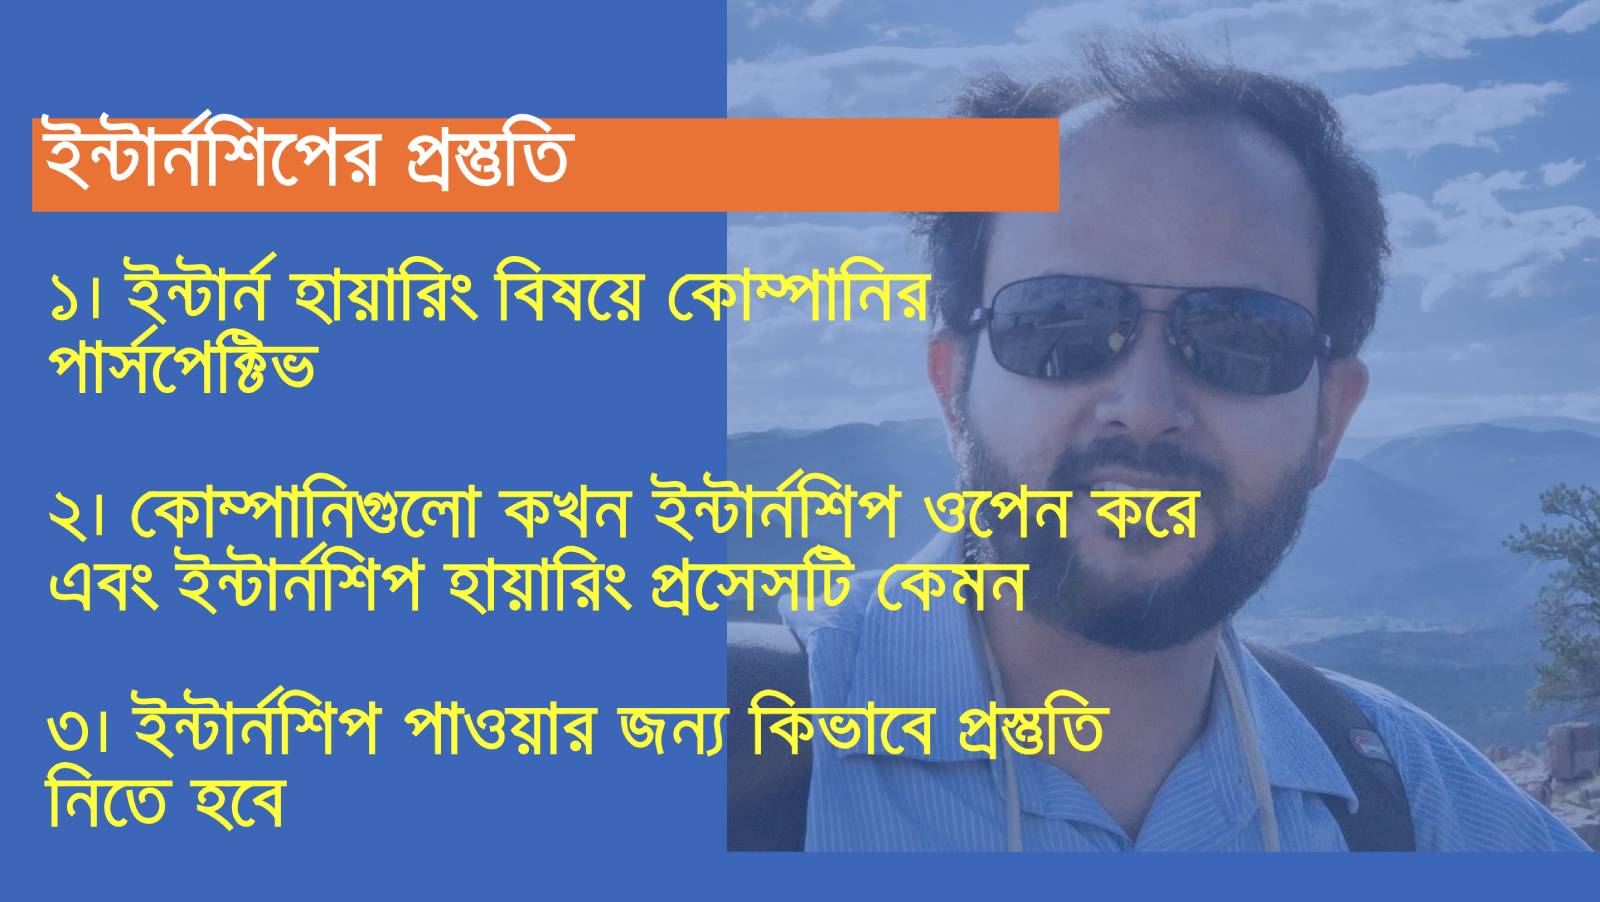 ইন্টার্নশিপের প্রস্তুতি
১। ইন্টার্ন হায়ারিং বিষয়ে কোম্পানির
পার্সপেক্টিভ
২। কোম্পানিগুলো কখন ইন্টার্নশিপ ওপেন করে
এবং ইন্টার্নশিপ হায়ারিং প্রসেসটি কেমন
৩। ইন্টার্নশিপ পাওয়ার জন্য কিভাবে প্রস্তুতি
নিতে হবে